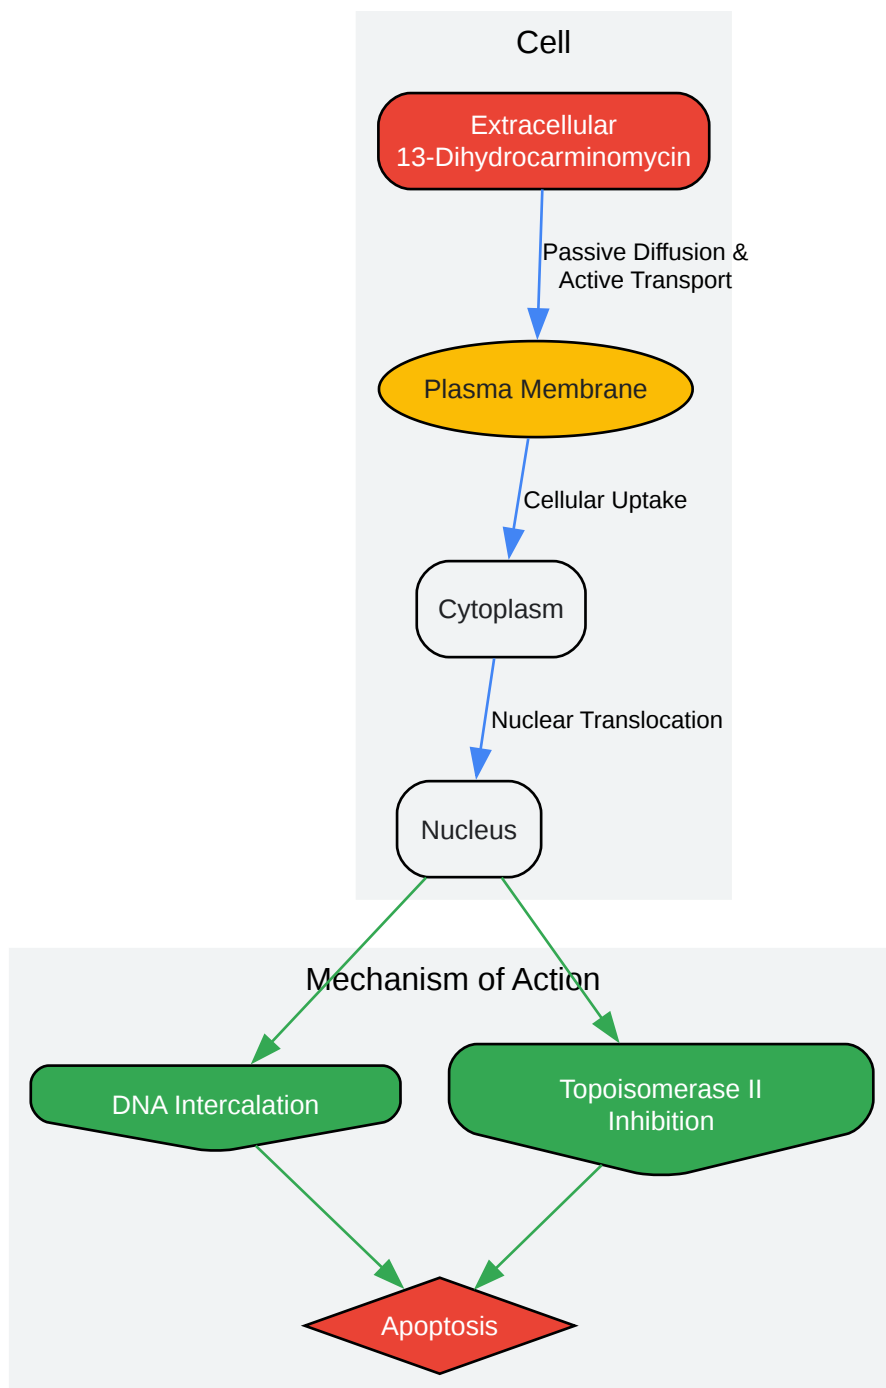 Cell
Extracellular
13-Dihydrocarminomycin
Passive Diffusion &
Active Transport
Plasma Membrane
Cellular Uptake
Cytoplasm
Nuclear Translocation
Nucleus
Mechanism of Action
DNA Intercalation
Topoisomerase II
Inhibition
Apoptosis